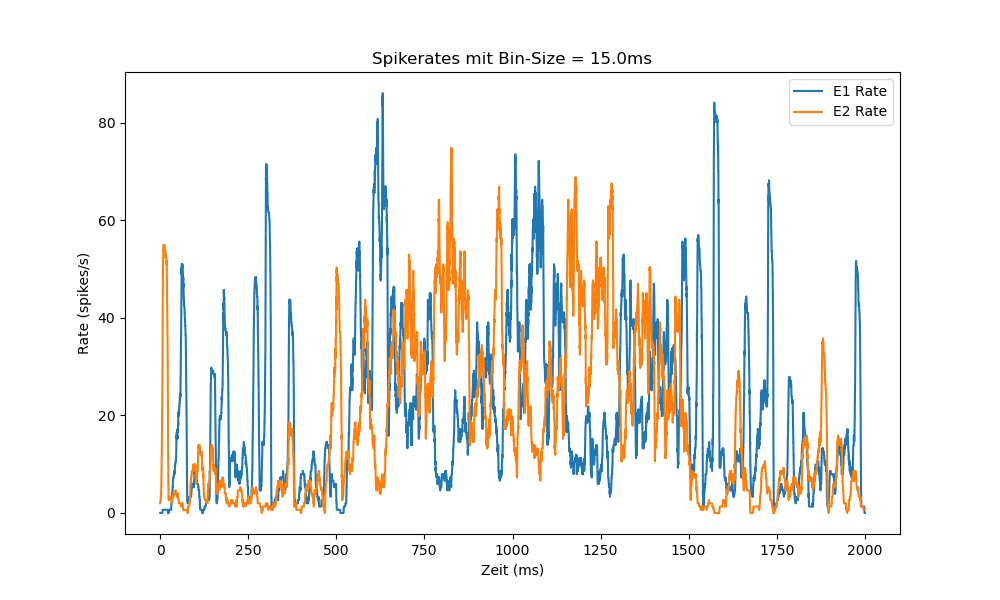 Spikerates mit Bin-Size = 15.0ms
E1 Rate
E2 Rate
80
60
40
20
0
Rate (spikes/s)
0 250 500 750 1000 1250 1500 1750 2000
Zeit (ms)